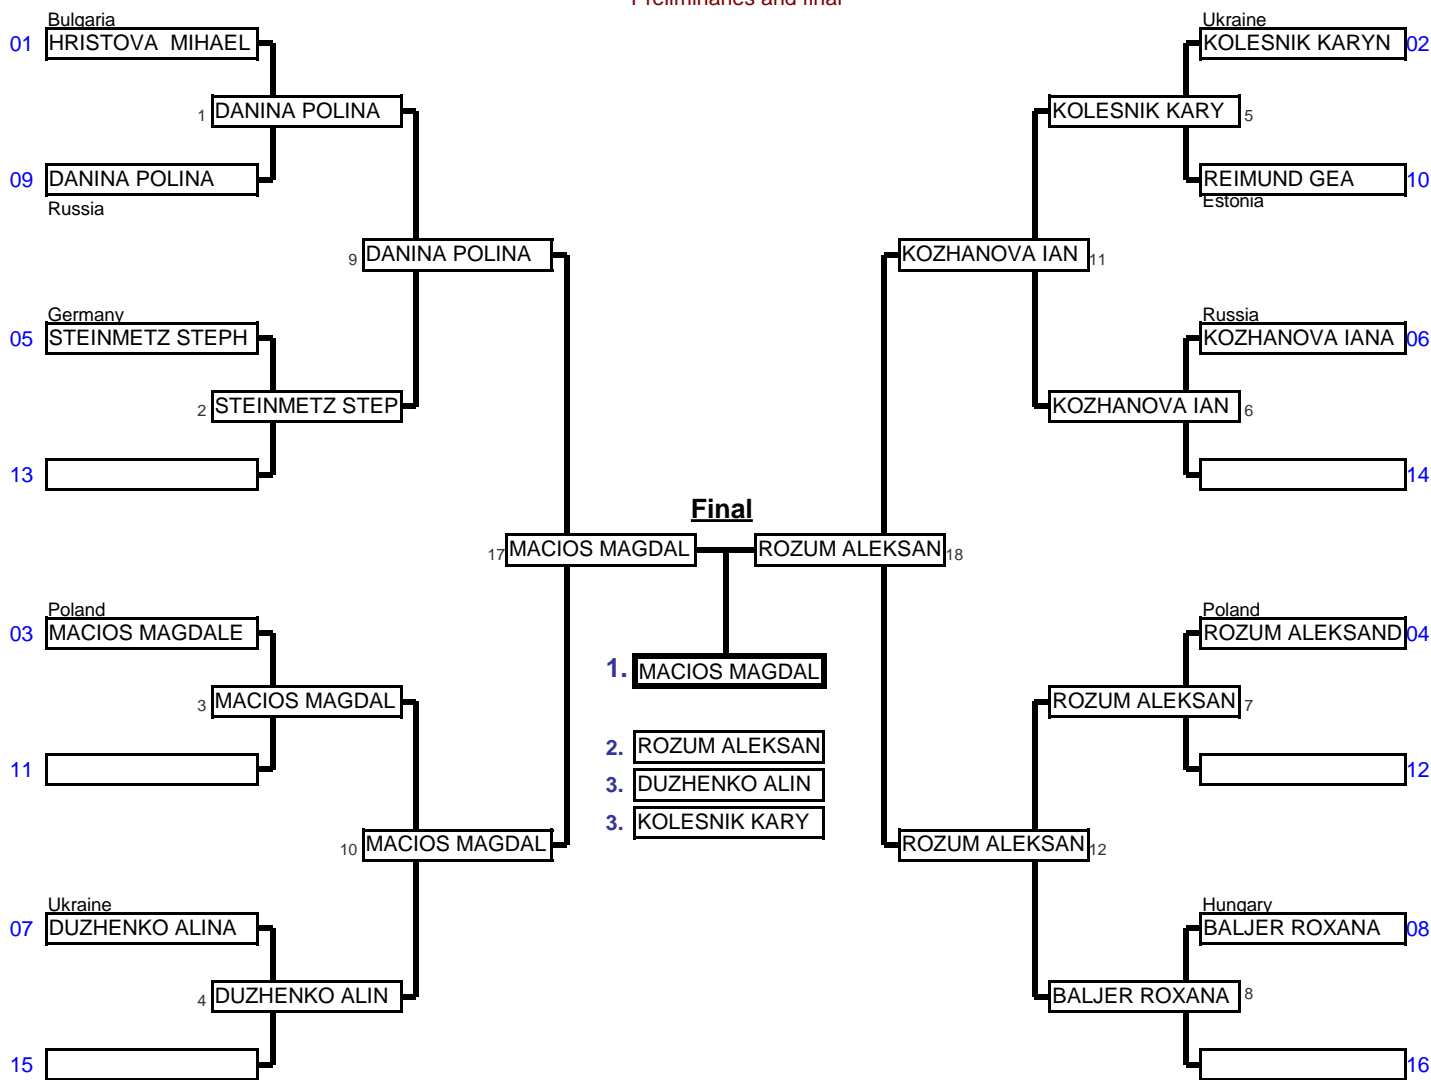 Preliminaries and final
Bulgaria
01 HRISTOVA  MIHAEL
1 DANINA POLINA
09 DANINA POLINA
Russia
9 DANINA POLINA
Germany
05 STEINMETZ STEPH
2 STEINMETZ STEP
13
17 MACIOS MAGDAL
Poland
03 MACIOS MAGDALE
3 MACIOS MAGDAL
11
10 MACIOS MAGDAL
Ukraine
07 DUZHENKO ALINA
4 DUZHENKO ALIN
15
Final
1. MACIOS MAGDAL
2. ROZUM ALEKSAN
3. DUZHENKO ALIN
3. KOLESNIK KARY
Ukraine
KOLESNIK KARYN 02
KOLESNIK KARY 5
REIMUND GEA 10
Estonia
KOZHANOVA IAN 11
Russia
KOZHANOVA IANA 06
KOZHANOVA IAN 6
14
ROZUM ALEKSAN 18
Poland
ROZUM ALEKSAND 04
ROZUM ALEKSAN 7
12
ROZUM ALEKSAN 12
Hungary
BALJER ROXANA 08
BALJER ROXANA 8
16